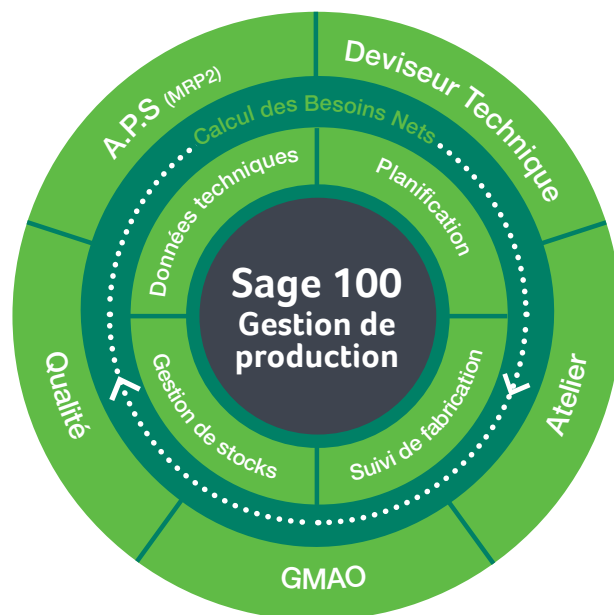 A.P.S (MRP2)
Deviseur Technique
Calcul des Besoins Nets
Données techniques
Planification
Sage 100
Gestion de
production
Qualité
Atelier
Gestion de stocks
Suivi de fabrication
GMAO